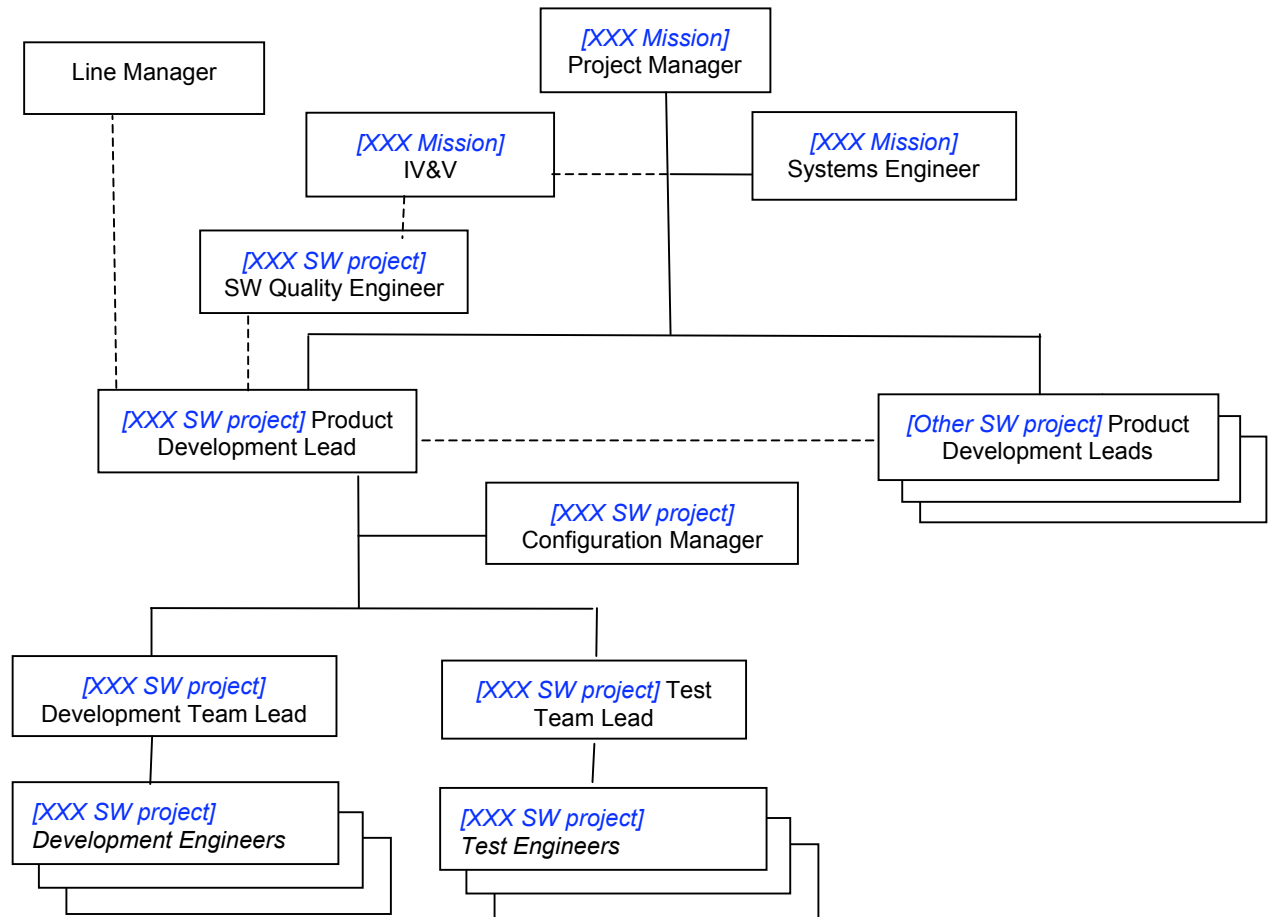 [XXX Mission]
Project Manager
Line Manager
[XXX Mission]
IV&V
[XXX Mission]
Systems Engineer
[XXX SW project]
SW Quality Engineer
[XXX SW project] Product
Development Lead
[Other SW project] Product
Development Leads
[XXX SW project]
Configuration Manager
[XXX SW project]
Development Team Lead
[XXX SW project] Test
Team Lead
[XXX SW project]
Development Engineers
[XXX SW project]
Test Engineers